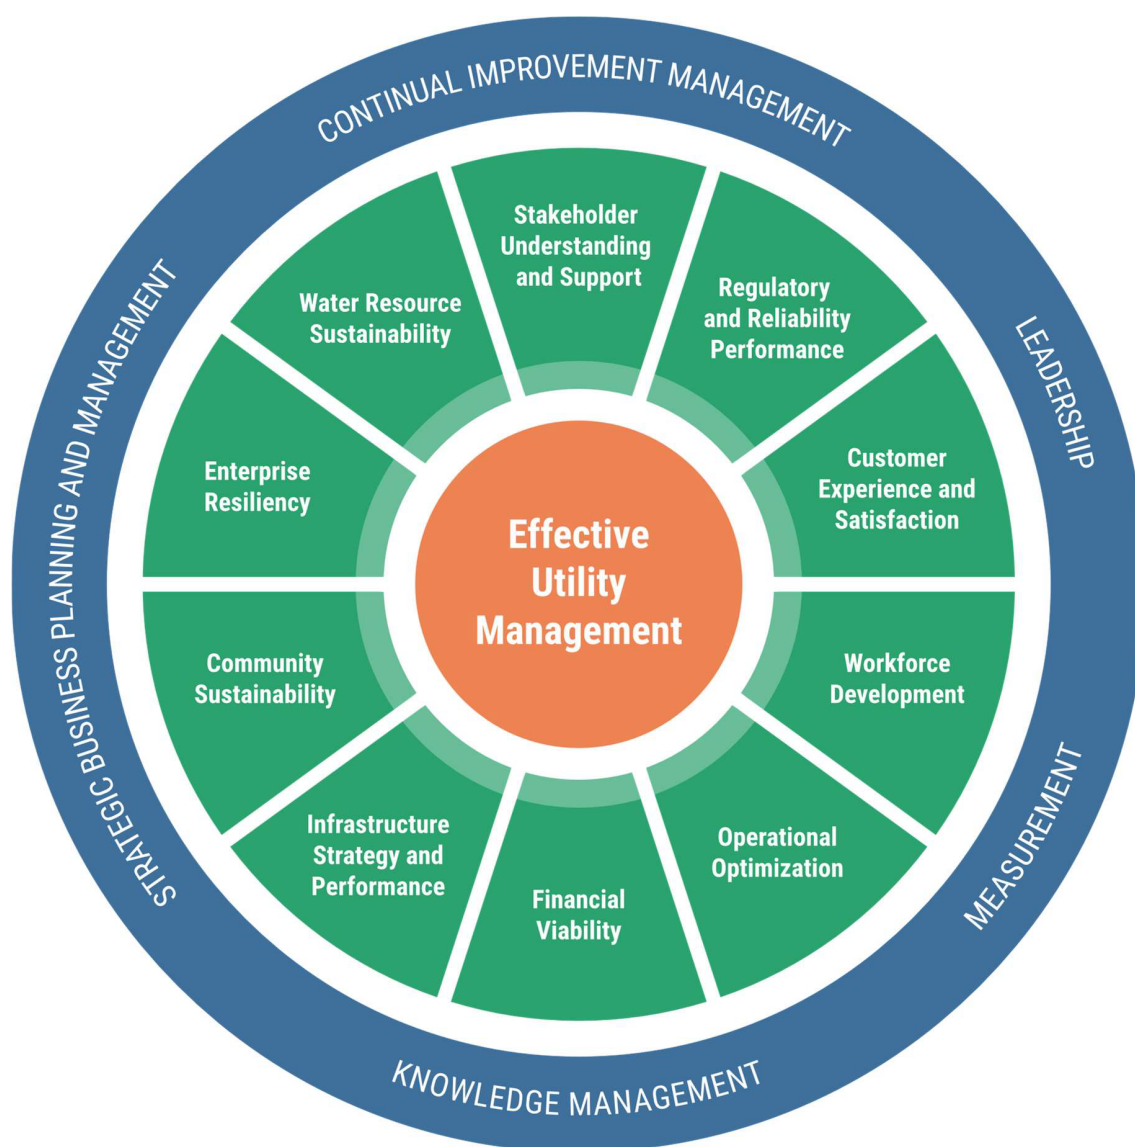 CONTINUAL IMPROVEMENT MANAGEMENT
LEADERSHIP
MEASUREMENT
KNOWLEDGE MANAGEMENT
STRATEGIC BUSINESS PLANNING AND MANAGEMENT
Stakeholder
Understanding
and Support
Regulatory
and Reliability
Performance
Customer
Experience and
Satisfaction
Workforce
Development
Operational
Optimization
Financial
Viability
Infrastructure
Strategy and
Performance
Community
Sustainability
Enterprise
Resiliency
Water Resource
Sustainability
Effective
Utility
Management